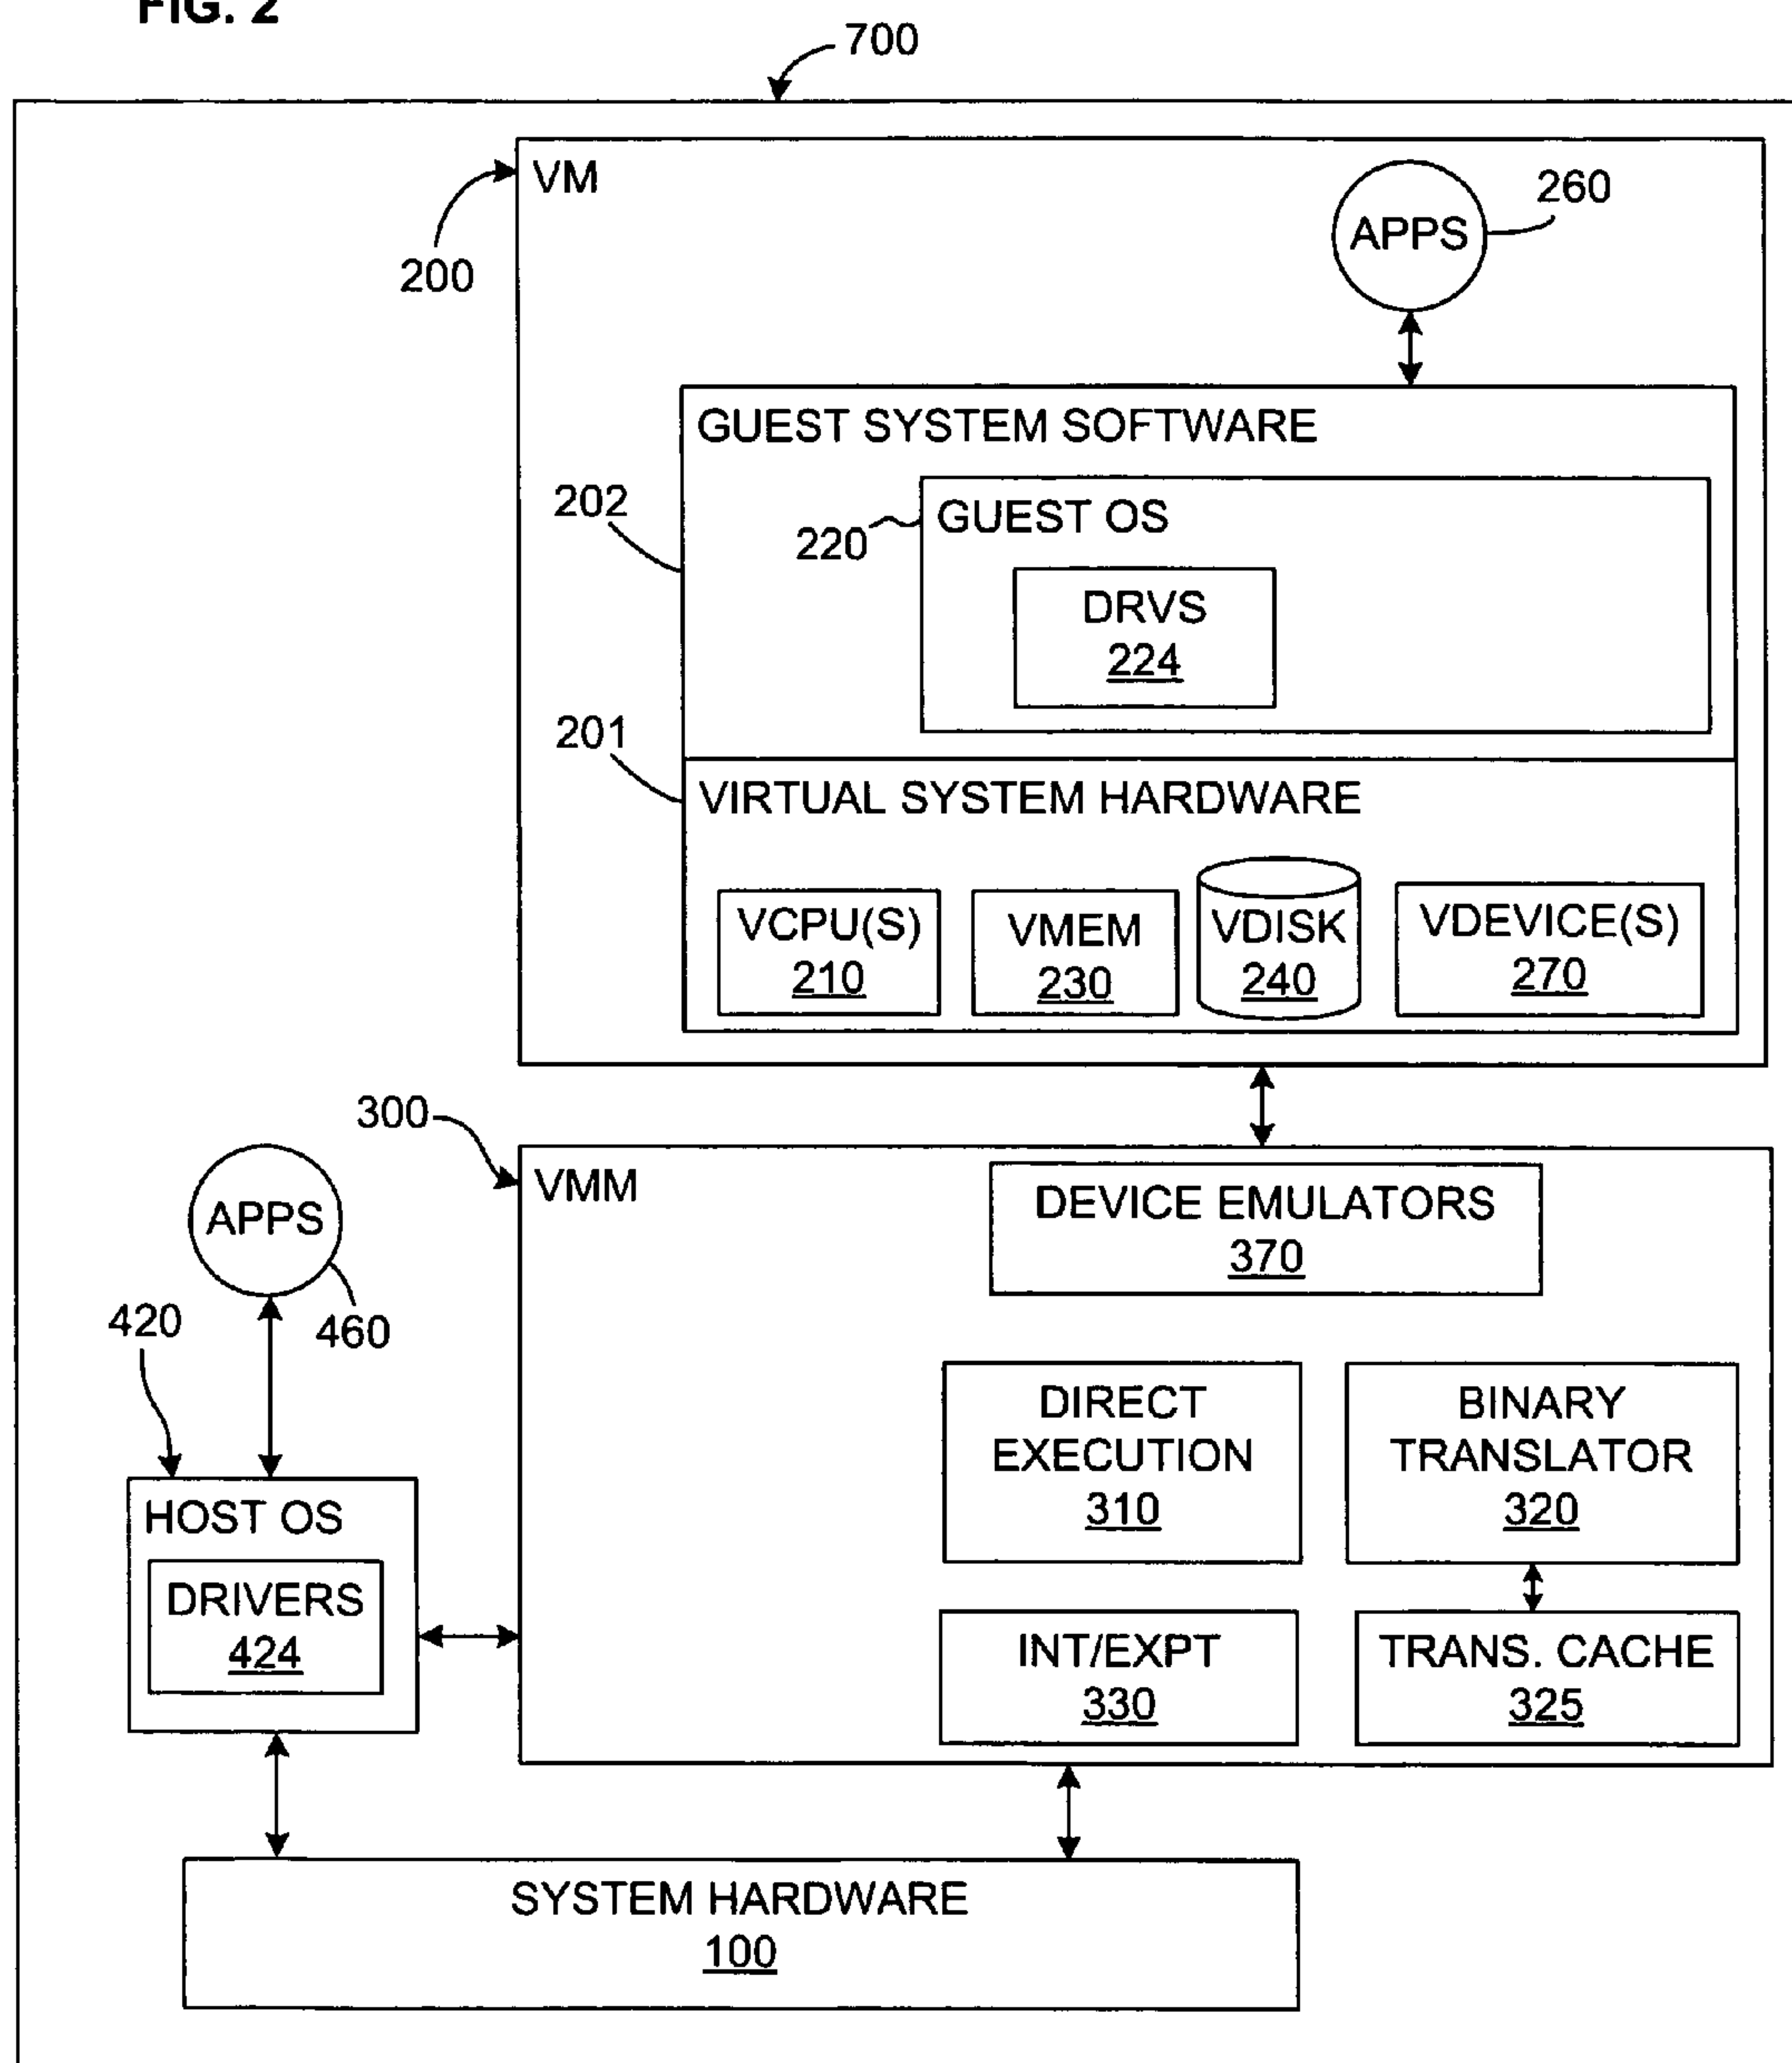 FIG. 2
700
VM
200
APPS
260
GUEST SYSTEM SOFTWARE
202
220
GUEST OS
DRVS
224
201
VIRTUAL SYSTEM HARDWARE
VCPU(S)
210
VMEM
230
VDISK
240
VDEVICE(S)
270
300
VMM
DEVICE EMULATORS
370
APPS
460
420
DIRECT
EXECUTION
310
BINARY
TRANSLATOR
320
HOST OS
DRIVERS
424
INT/EXPT
330
TRANS. CACHE
325
SYSTEM HARDWARE
100